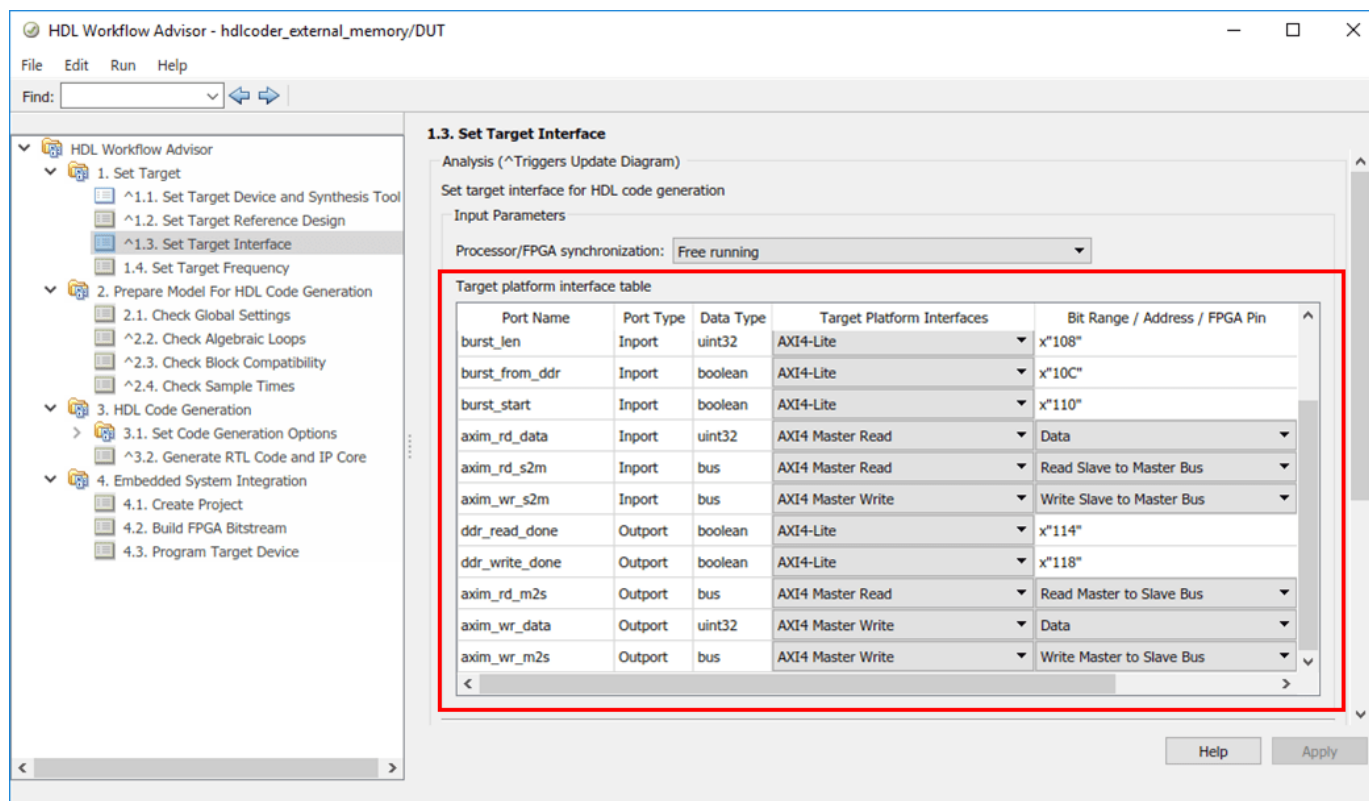 HDL Workflow Advisor - hdlcoder_external_memory/DUT
File Edit Run Help
Find:
HDL Workflow Advisor
1. Set Target
^1.1. Set Target Device and Synthesis Tool
^1.2. Set Target Reference Design
^1.3. Set Target Interface
1.4. Set Target Frequency
2. Prepare Model For HDL Code Generation
2.1. Check Global Settings
^2.2. Check Algebraic Loops
^2.3. Check Block Compatibility
^2.4. Check Sample Times
3. HDL Code Generation
3.1. Set Code Generation Options
^3.2. Generate RTL Code and IP Core
4. Embedded System Integration
4.1. Create Project
4.2. Build FPGA Bitstream
4.3. Program Target Device
1.3. Set Target Interface
Analysis (^Triggers Update Diagram)
Set target interface for HDL code generation
Input Parameters
Processor/FPGA synchronization: Free running
Target platform interface table
Port Name Port Type Data Type Target Platform Interfaces Bit Range / Address / FPGA Pin
burst_len Inport uint32 AXI4-Lite x"108"
burst_from_ddr Inport boolean AXI4-Lite x"10C"
burst_start Inport boolean AXI4-Lite x"110"
axim_rd_data Inport uint32 AXI4 Master Read Data
axim_rd_s2m Inport bus AXI4 Master Read Read Slave to Master Bus
axim_wr_s2m Inport bus AXI4 Master Write Write Slave to Master Bus
ddr_read_done Outport boolean AXI4-Lite x"114"
ddr_write_done Outport boolean AXI4-Lite x"118"
axim_rd_m2s Outport bus AXI4 Master Read Read Master to Slave Bus
axim_wr_data Outport uint32 AXI4 Master Write Data
axim_wr_m2s Outport bus AXI4 Master Write Write Master to Slave Bus
Help Apply